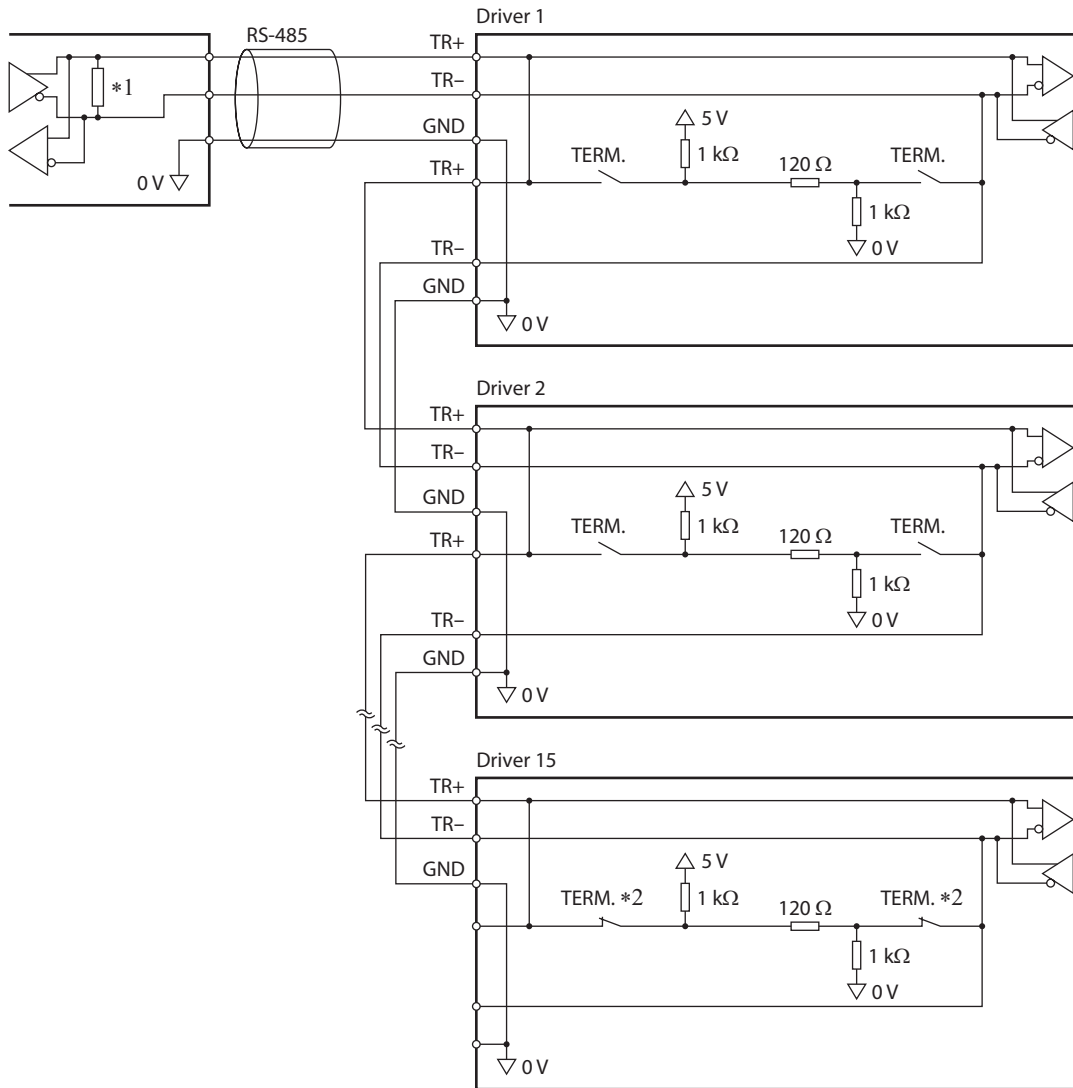 Driver 1
RS-485
TR+
TR–
GND
TR+
TR–
GND
*1
0 V
5 V
1 kΩ
TERM.
120 Ω
TERM.
1 kΩ
0 V
0 V
Driver 2
TR+
TR–
GND
TR+
TR–
GND
5 V
1 kΩ
TERM.
120 Ω
TERM.
1 kΩ
0 V
0 V
Driver 15
TR+
TR–
GND
5 V
1 kΩ
TERM. *2
120 Ω
TERM. *2
1 kΩ
0 V
0 V